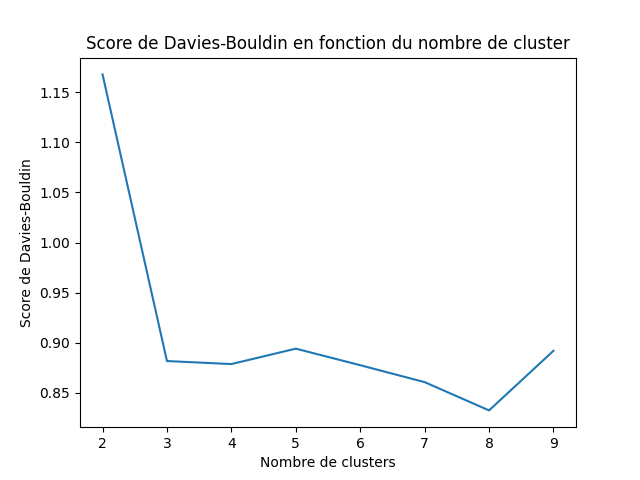 Score de Davies-Bouldin en fonction du nombre de cluster
1.15
1.10
1.05
1.00
0.95
0.90
0.85
Score de Davies-Bouldin
2 3 4 5 6 7 8 9
Nombre de clusters